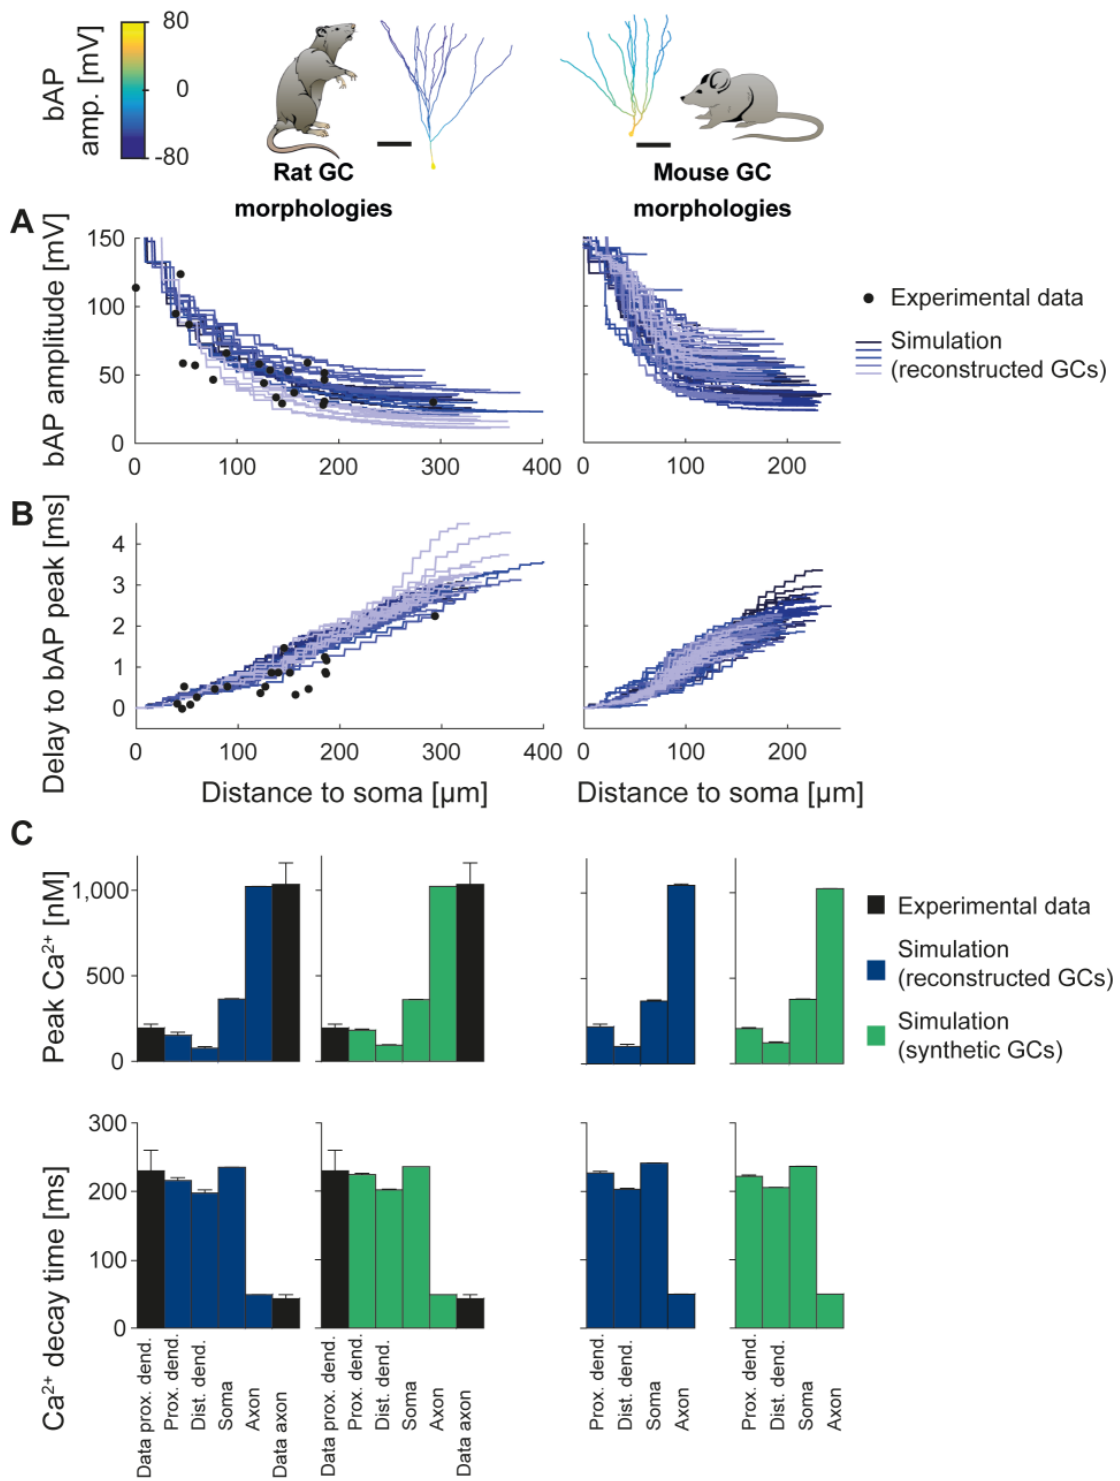 bAP
amp. [mV]
80
0
-80
Rat GC
morphologies
Mouse GC
morphologies
A
bAP amplitude [mV]
150
100
50
0
0 100 200 300 400
0 100 200
Experimental data
Simulation
(reconstructed GCs)
B
Delay to bAP peak [ms]
4
3
2
1
0
0 100 200 300 400
0 100 200
Distance to soma [µm]
Distance to soma [µm]
C
Peak Ca²⁺ [nM]
1,000
500
0
Experimental data
Simulation
(reconstructed GCs)
Simulation
(synthetic GCs)
Ca²⁺ decay time [ms]
300
200
100
0
Data prox. dend.
Prox. dend.
Dist. dend.
Soma
Axon
Data axon
Data prox. dend.
Prox. dend.
Dist. dend.
Soma
Axon
Data axon
Prox. dend.
Dist. dend.
Soma
Axon
Prox. dend.
Dist. dend.
Soma
Axon